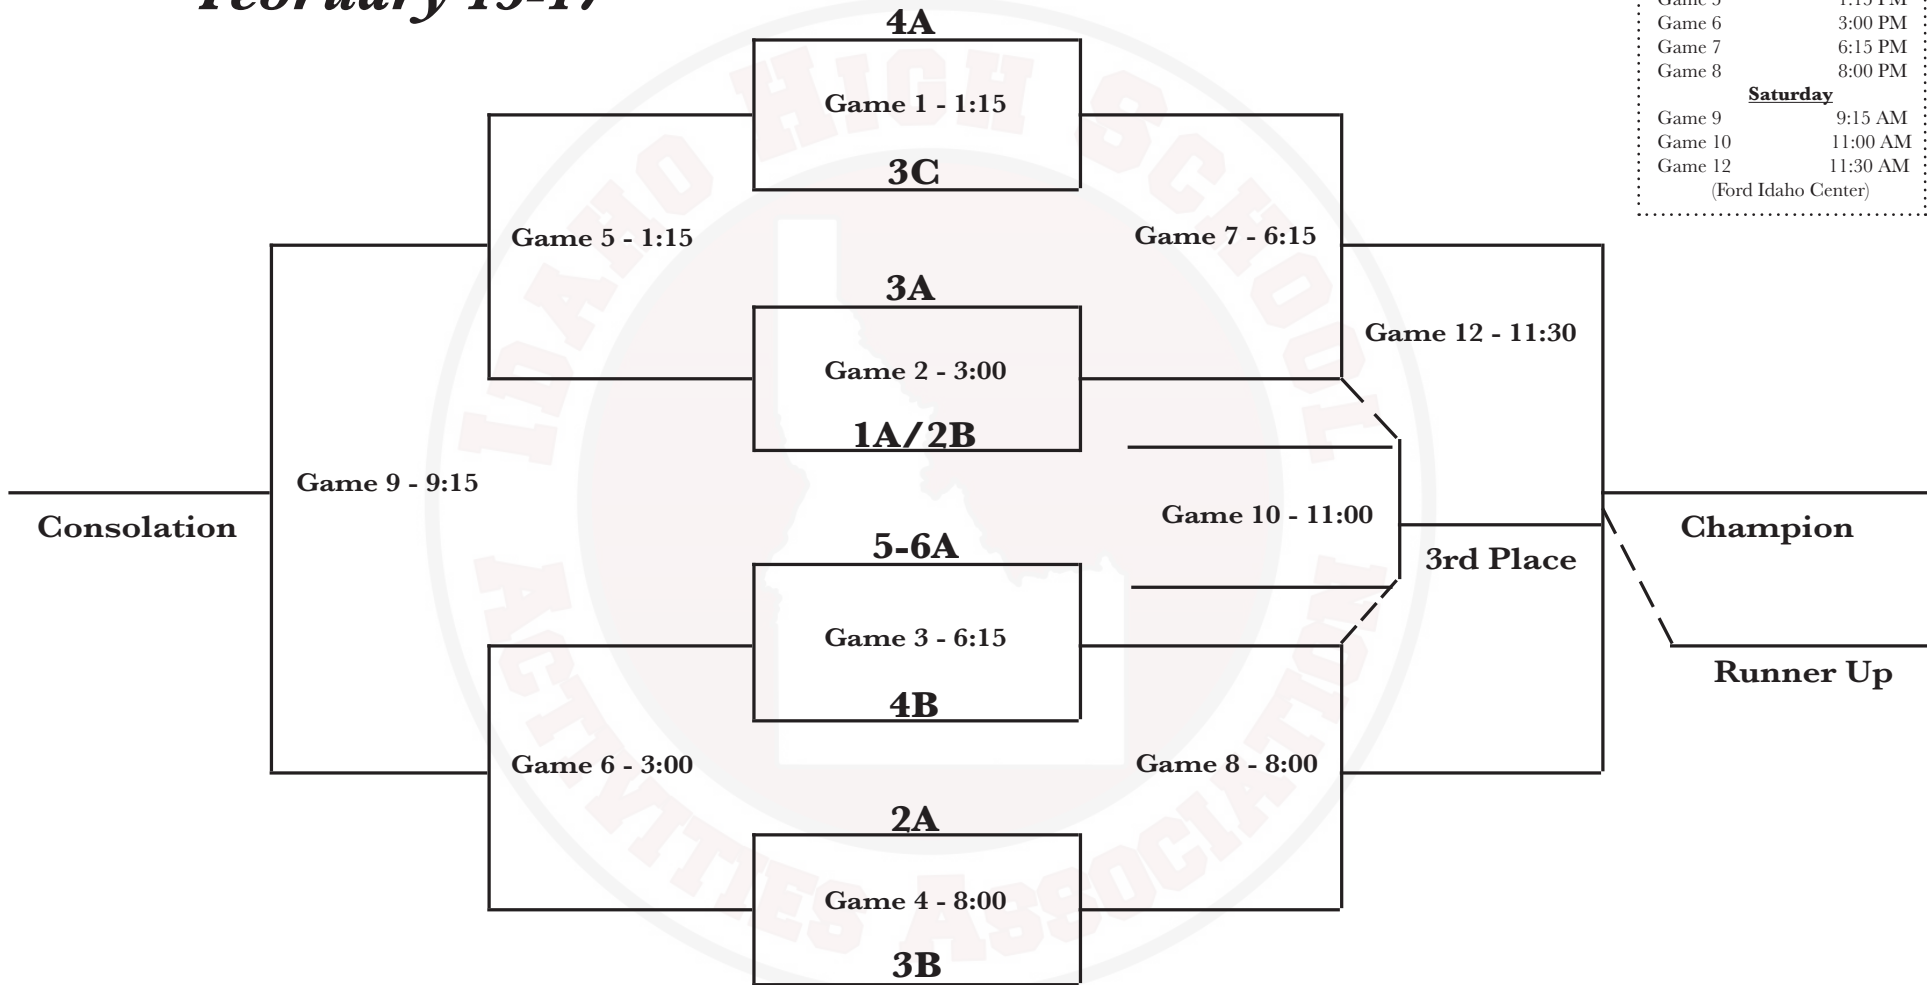 February 15-17
Game 5 1:15 PM
Game 6 3:00 PM
Game 7 6:15 PM
Game 8 8:00 PM
Saturday
Game 9 9:15 AM
Game 10 11:00 AM
Game 12 11:30 AM
(Ford Idaho Center)
4A
Game 1 - 1:15
3C
Game 5 - 1:15
Game 7 - 6:15
3A
Game 12 - 11:30
Game 2 - 3:00
1A/2B
Game 9 - 9:15
Consolation
Game 10 - 11:00
Champion
5-6A
3rd Place
Game 3 - 6:15
Runner Up
4B
Game 6 - 3:00
Game 8 - 8:00
2A
Game 4 - 8:00
3B
IDAHO HIGH SCHOOL
ACTIVITIES ASSOCIATION